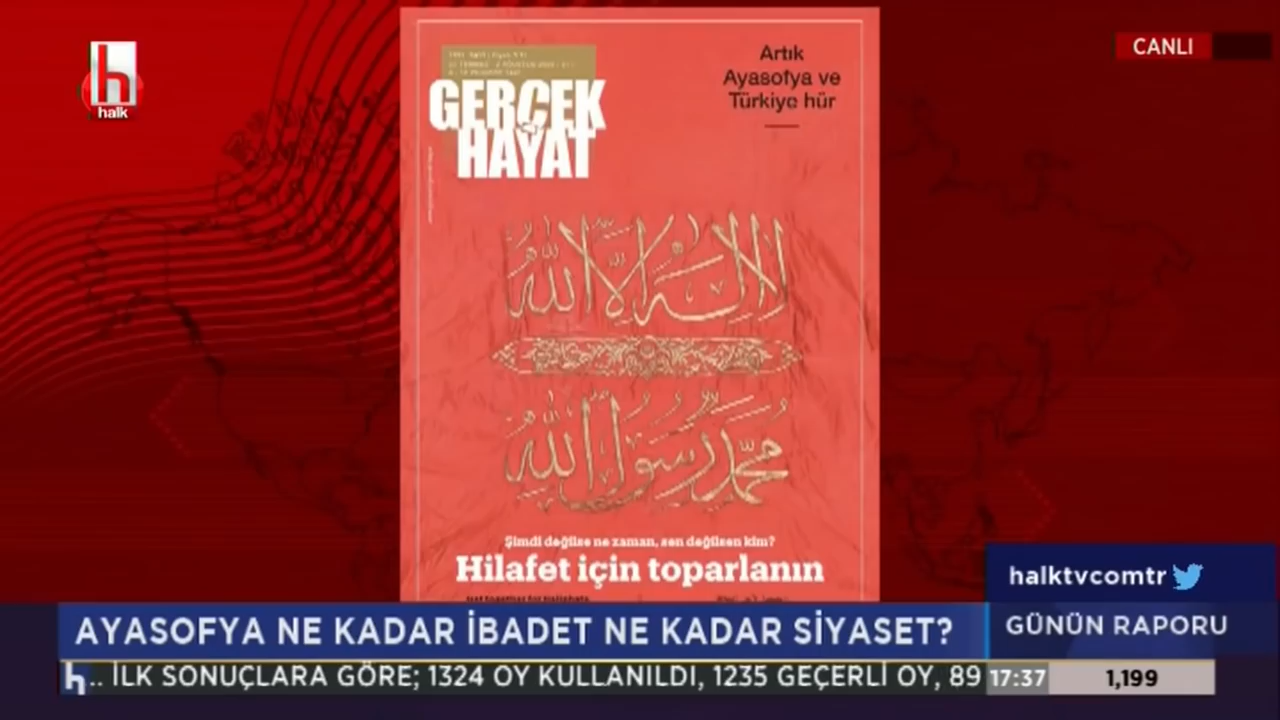 h
halk
CANLI
Artık
Ayasofya ve
Türkiye hür
GERÇEK
HAYAT
لا إله إلا الله
محمد رسول الله
Şimdi değilse ne zaman, sen değilsen kim?
Hilafet için toparlanın
halktvcomtr
AYASOFYA NE KADAR İBADET NE KADAR SİYASET?
GÜNÜN RAPORU
h.. İLK SONUÇLARA GÖRE; 1324 OY KULLANILDI, 1235 GEÇERLİ OY, 89
17:37
1,199